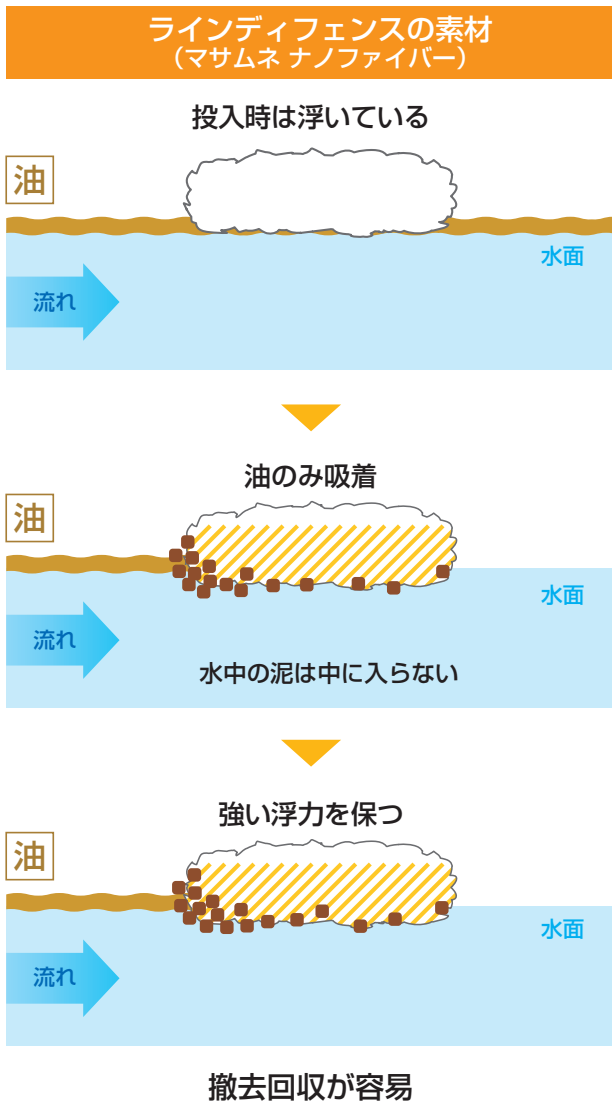 ラインディフェンスの素材
（マサムネ ナノファイバー）
投入時は浮いている
油
水面
流れ
油のみ吸着
油
水面
流れ
水中の泥は中に入らない
強い浮力を保つ
油
水面
流れ
撤去回収が容易